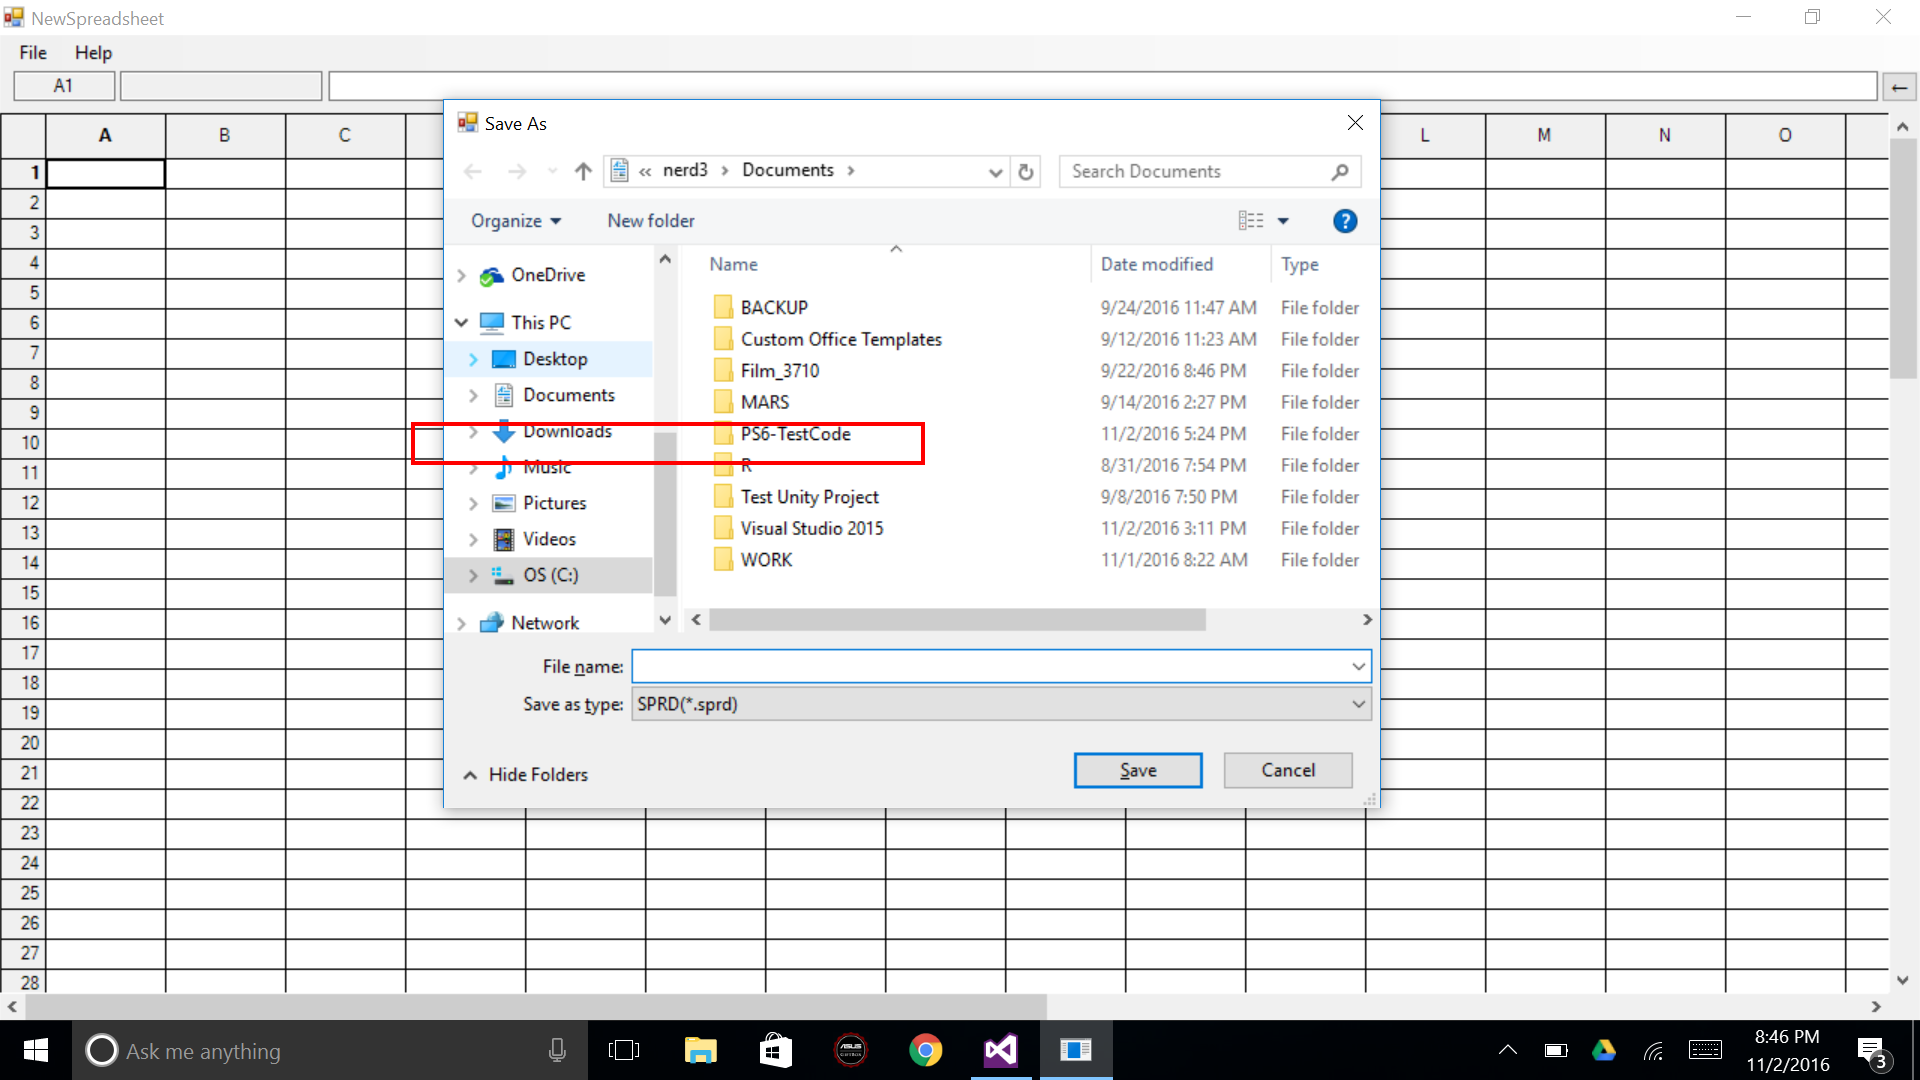 NewSpreadsheet
File Help
A1
Save As
« nerd3 > Documents >
Search Documents
Organize New folder
A B C L M N O
Name Date modified Type
OneDrive
This PC
Desktop
Documents
Downloads
Music
Pictures
Videos
OS (C:)
Network
BACKUP 9/24/2016 11:47 AM File folder
Custom Office Templates 9/12/2016 11:23 AM File folder
Film_3710 9/22/2016 8:46 PM File folder
MARS 9/14/2016 2:27 PM File folder
PS6-TestCode 11/2/2016 5:24 PM File folder
R 8/31/2016 7:54 PM File folder
Test Unity Project 9/8/2016 7:50 PM File folder
Visual Studio 2015 11/2/2016 3:11 PM File folder
WORK 11/1/2016 8:22 AM File folder
File name:
Save as type: SPRD(*.sprd)
Hide Folders
Save Cancel
1
2
3
4
5
6
7
8
9
10
11
12
13
14
15
16
17
18
19
20
21
22
23
24
25
26
27
28
Ask me anything
ASUS
GIFTBOX
8:46 PM
11/2/2016
3